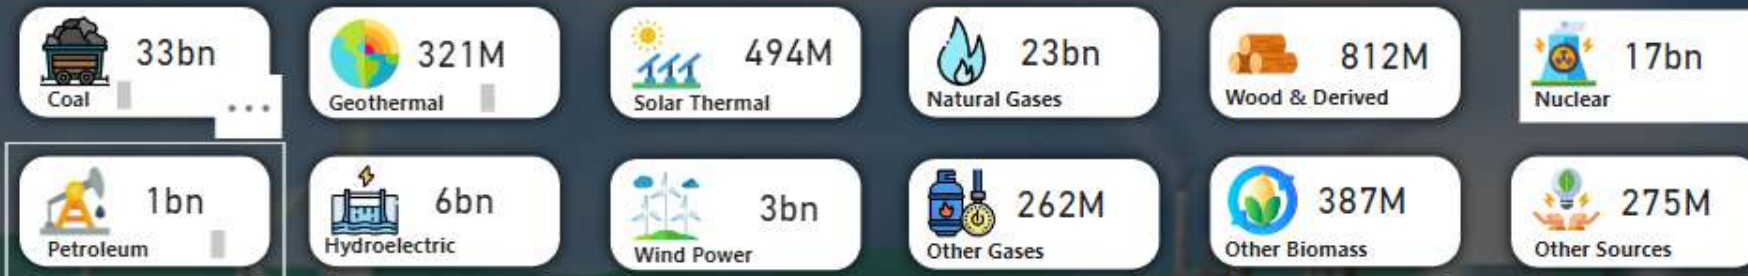 33bn
Coal
321M
Geothermal
494M
Solar Thermal
23bn
Natural Gases
812M
Wood & Derived
17bn
Nuclear
1bn
Petroleum
6bn
Hydroelectric
3bn
Wind Power
262M
Other Gases
387M
Other Biomass
275M
Other Sources